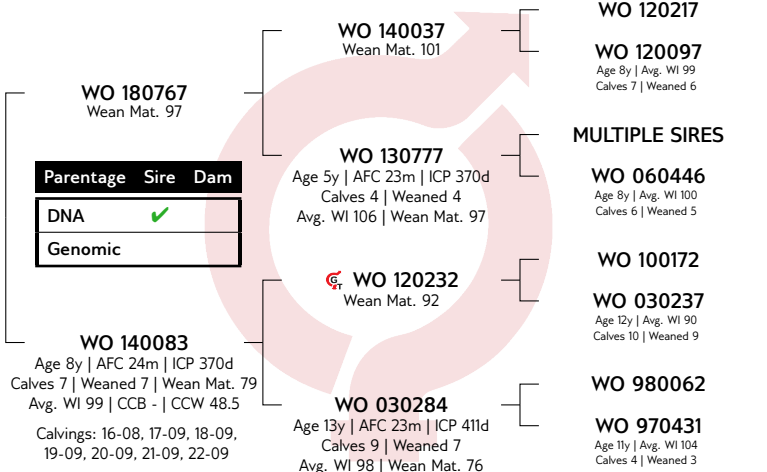 WO 180767
Wean Mat. 97
Parentage Sire Dam
DNA ✔
Genomic
WO 140083
Age 8y | AFC 24m | ICP 370d
Calves 7 | Weaned 7 | Wean Mat. 79
Avg. WI 99 | CCB - | CCW 48.5
Calvings: 16-08, 17-09, 18-09,
19-09, 20-09, 21-09, 22-09
WO 140037
Wean Mat. 101
WO 130777
Age 5y | AFC 23m | ICP 370d
Calves 4 | Weaned 4
Avg. WI 106 | Wean Mat. 97
GT WO 120232
Wean Mat. 92
WO 030284
Age 13y | AFC 23m | ICP 411d
Calves 9 | Weaned 7
Avg. WI 98 | Wean Mat. 76
WO 120217
WO 120097
Age 8y | Avg. WI 99
Calves 7 | Weaned 6
MULTIPLE SIRES
WO 060446
Age 8y | Avg. WI 100
Calves 6 | Weaned 5
WO 100172
WO 030237
Age 12y | Avg. WI 90
Calves 10 | Weaned 9
WO 980062
WO 970431
Age 11y | Avg. WI 104
Calves 4 | Weaned 3